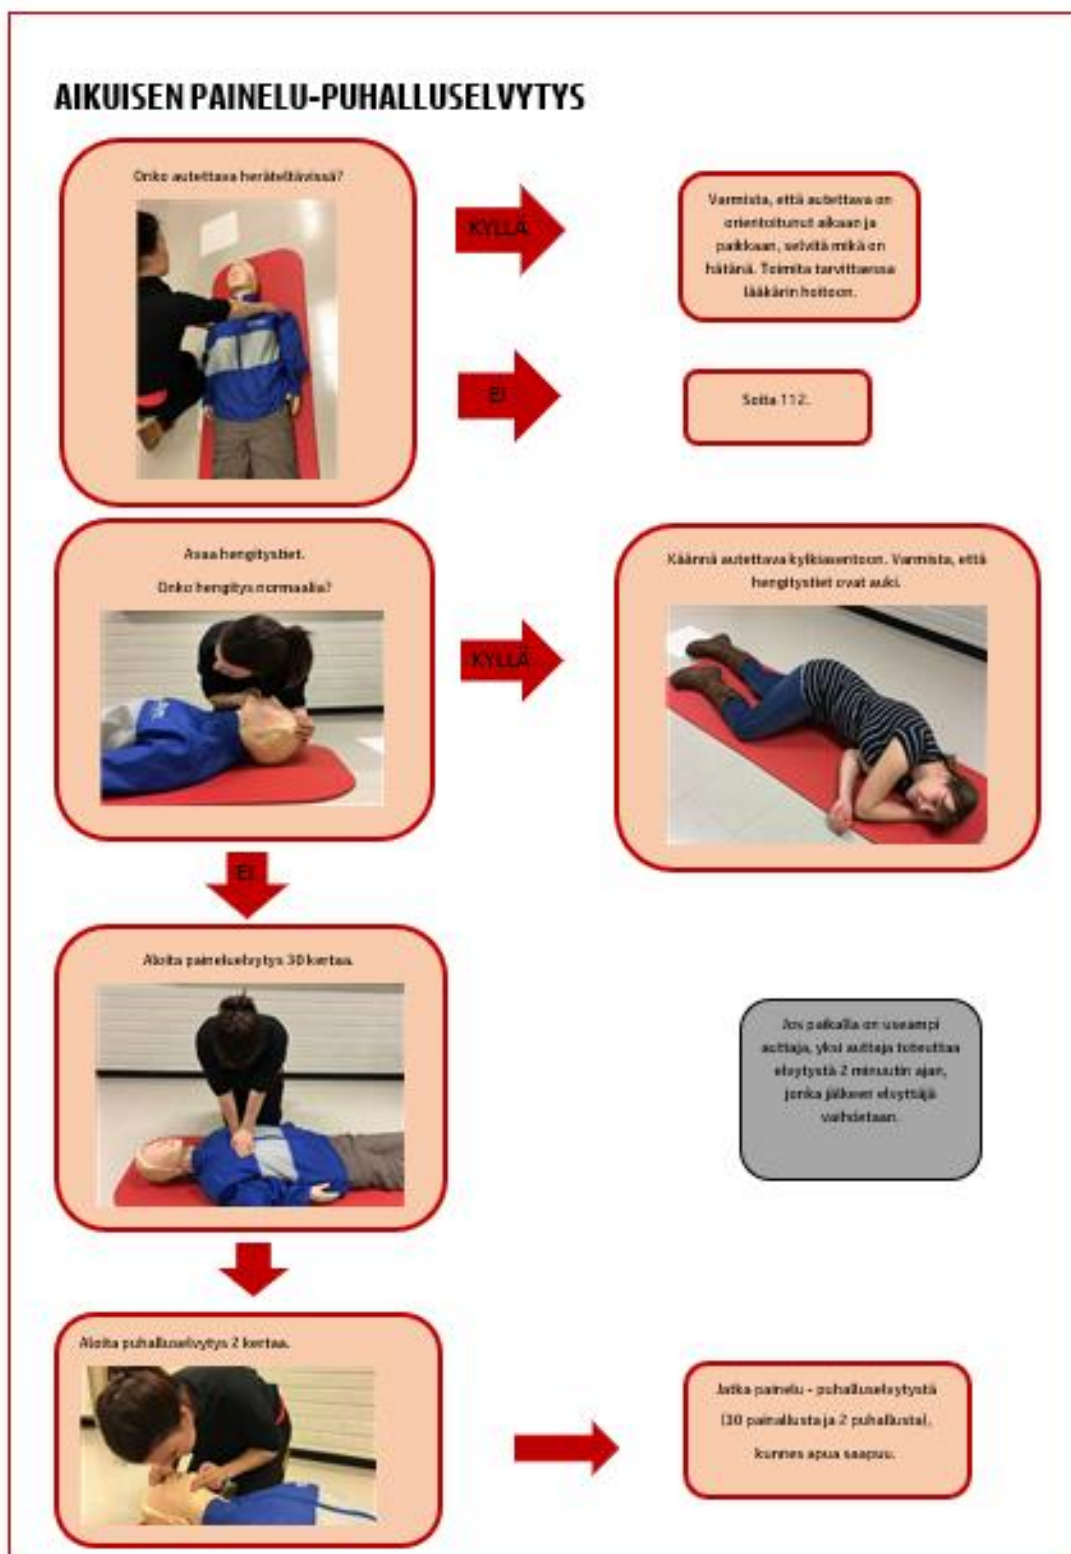 AIKUISEN PAINELU-PUHALLUSELVYTYS
Onko autettava heräteltävissä?
KYLLÄ
Varmista, että autettava on
orientoitunut aikaan ja
paikkaan, selvitä mikä on
hätänä. Toimita tarvittaessa
lääkärin hoitoon.
EI
Soita 112.
Avaa hengitystiet.
Onko hengitys normaalia?
KYLLÄ
Käännä autettava kylkiasentoon. Varmista, että
hengitystiet ovat auki.
EI
Aloita paineluelvytys 30 kertaa.
Jos paikalla on useampi
auttaja, yksi auttaja toteuttaa
elvytystä 2 minuutin ajan,
jonka jälkeen elvyttäjä
vaihdetaan.
Aloita puhalluselvytys 2 kertaa.
Jatka painelu - puhalluselvytystä
(30 painallusta ja 2 puhallusta),
kunnes apua saapuu.